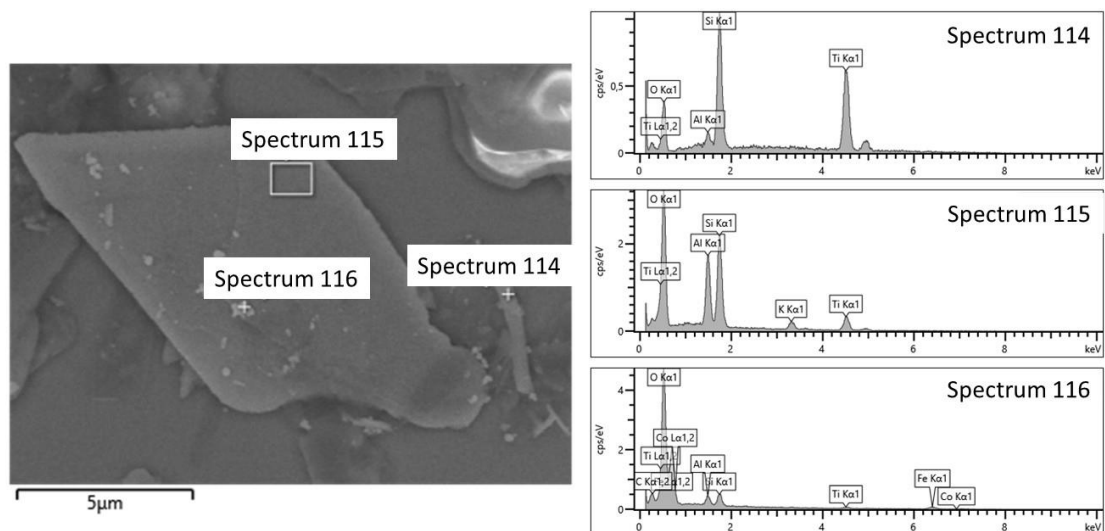 Spectrum 115
Spectrum 116
Spectrum 114
5µm
Spectrum 114
cps/eV
0,5
0
Si Kα1
Ti Kα1
O Kα1
Ti Lα1,2
Al Kα1
0 2 4 6 8 keV
Spectrum 115
cps/eV
2
0
O Kα1
Si Kα1
Al Kα1
Ti Lα1,2
K Kα1
Ti Kα1
0 2 4 6 8 keV
Spectrum 116
cps/eV
4
2
0
O Kα1
Co Lα1,2
Ti Lα1,2
Al Kα1
Si Kα1
Ti Kα1
Fe Kα1
Co Kα1
0 2 4 6 8 keV